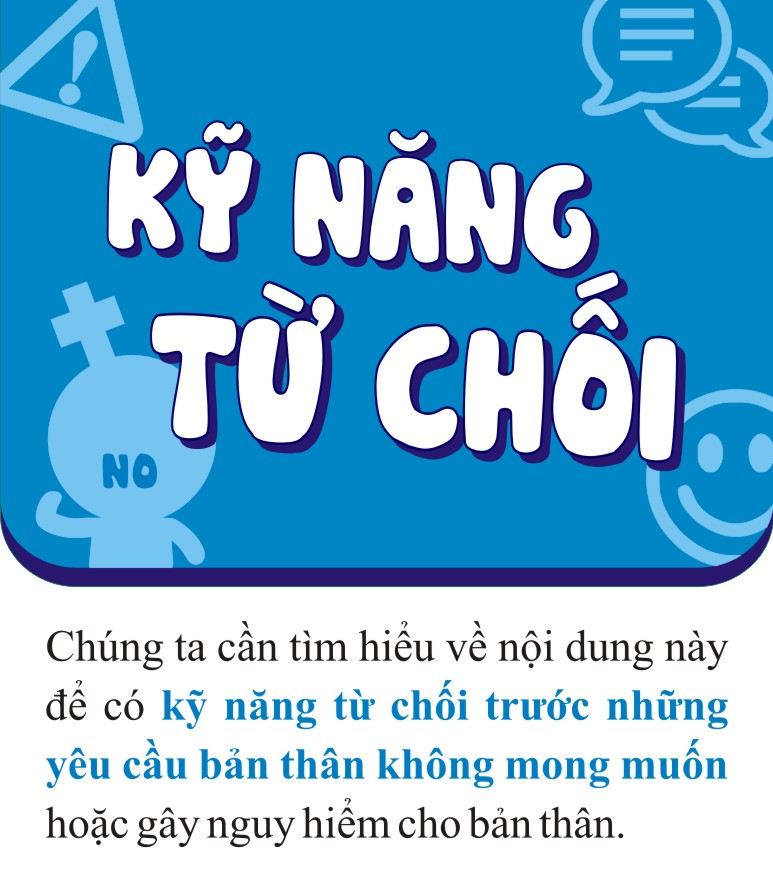 KỸ NĂNG
TỪ CHỐI
NO
Chúng ta cần tìm hiểu về nội dung này
để có kỹ năng từ chối trước những
yêu cầu bản thân không mong muốn
hoặc gây nguy hiểm cho bản thân.